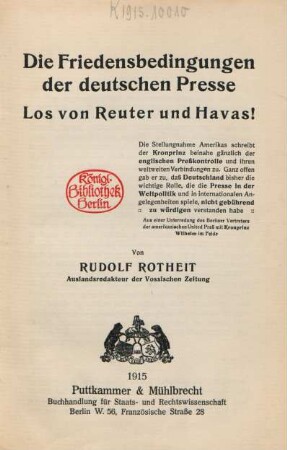 K 1915.10010
Die Friedensbedingungen
der deutschen Presse
Los von Reuter und Havas!
Die Stellungnahme Amerikas schreibt
der Kronprinz beinahe gänzlich der
englischen Preßkontrolle und ihren
weltweiten Verbindungen zu. Ganz offen
gab er zu, daß Deutschland bisher die
wichtige Rolle, die die Presse in der
Weltpolitik und in internationalen An-
gelegenheiten spiele, nicht gebührend
zu würdigen verstanden habe
Aus einer Unterredung des Berliner Vertreters
der amerikanischen United Preß mit Kronprinz
Wilhelm im Felde
Königl.
Bibliothek
Berlin
Von
RUDOLF ROTHEIT
Auslandsredakteur der Vossischen Zeitung
1915
Puttkammer & Mühlbrecht
Buchhandlung für Staats- und Rechtswissenschaft
Berlin W. 56, Französische Straße 28